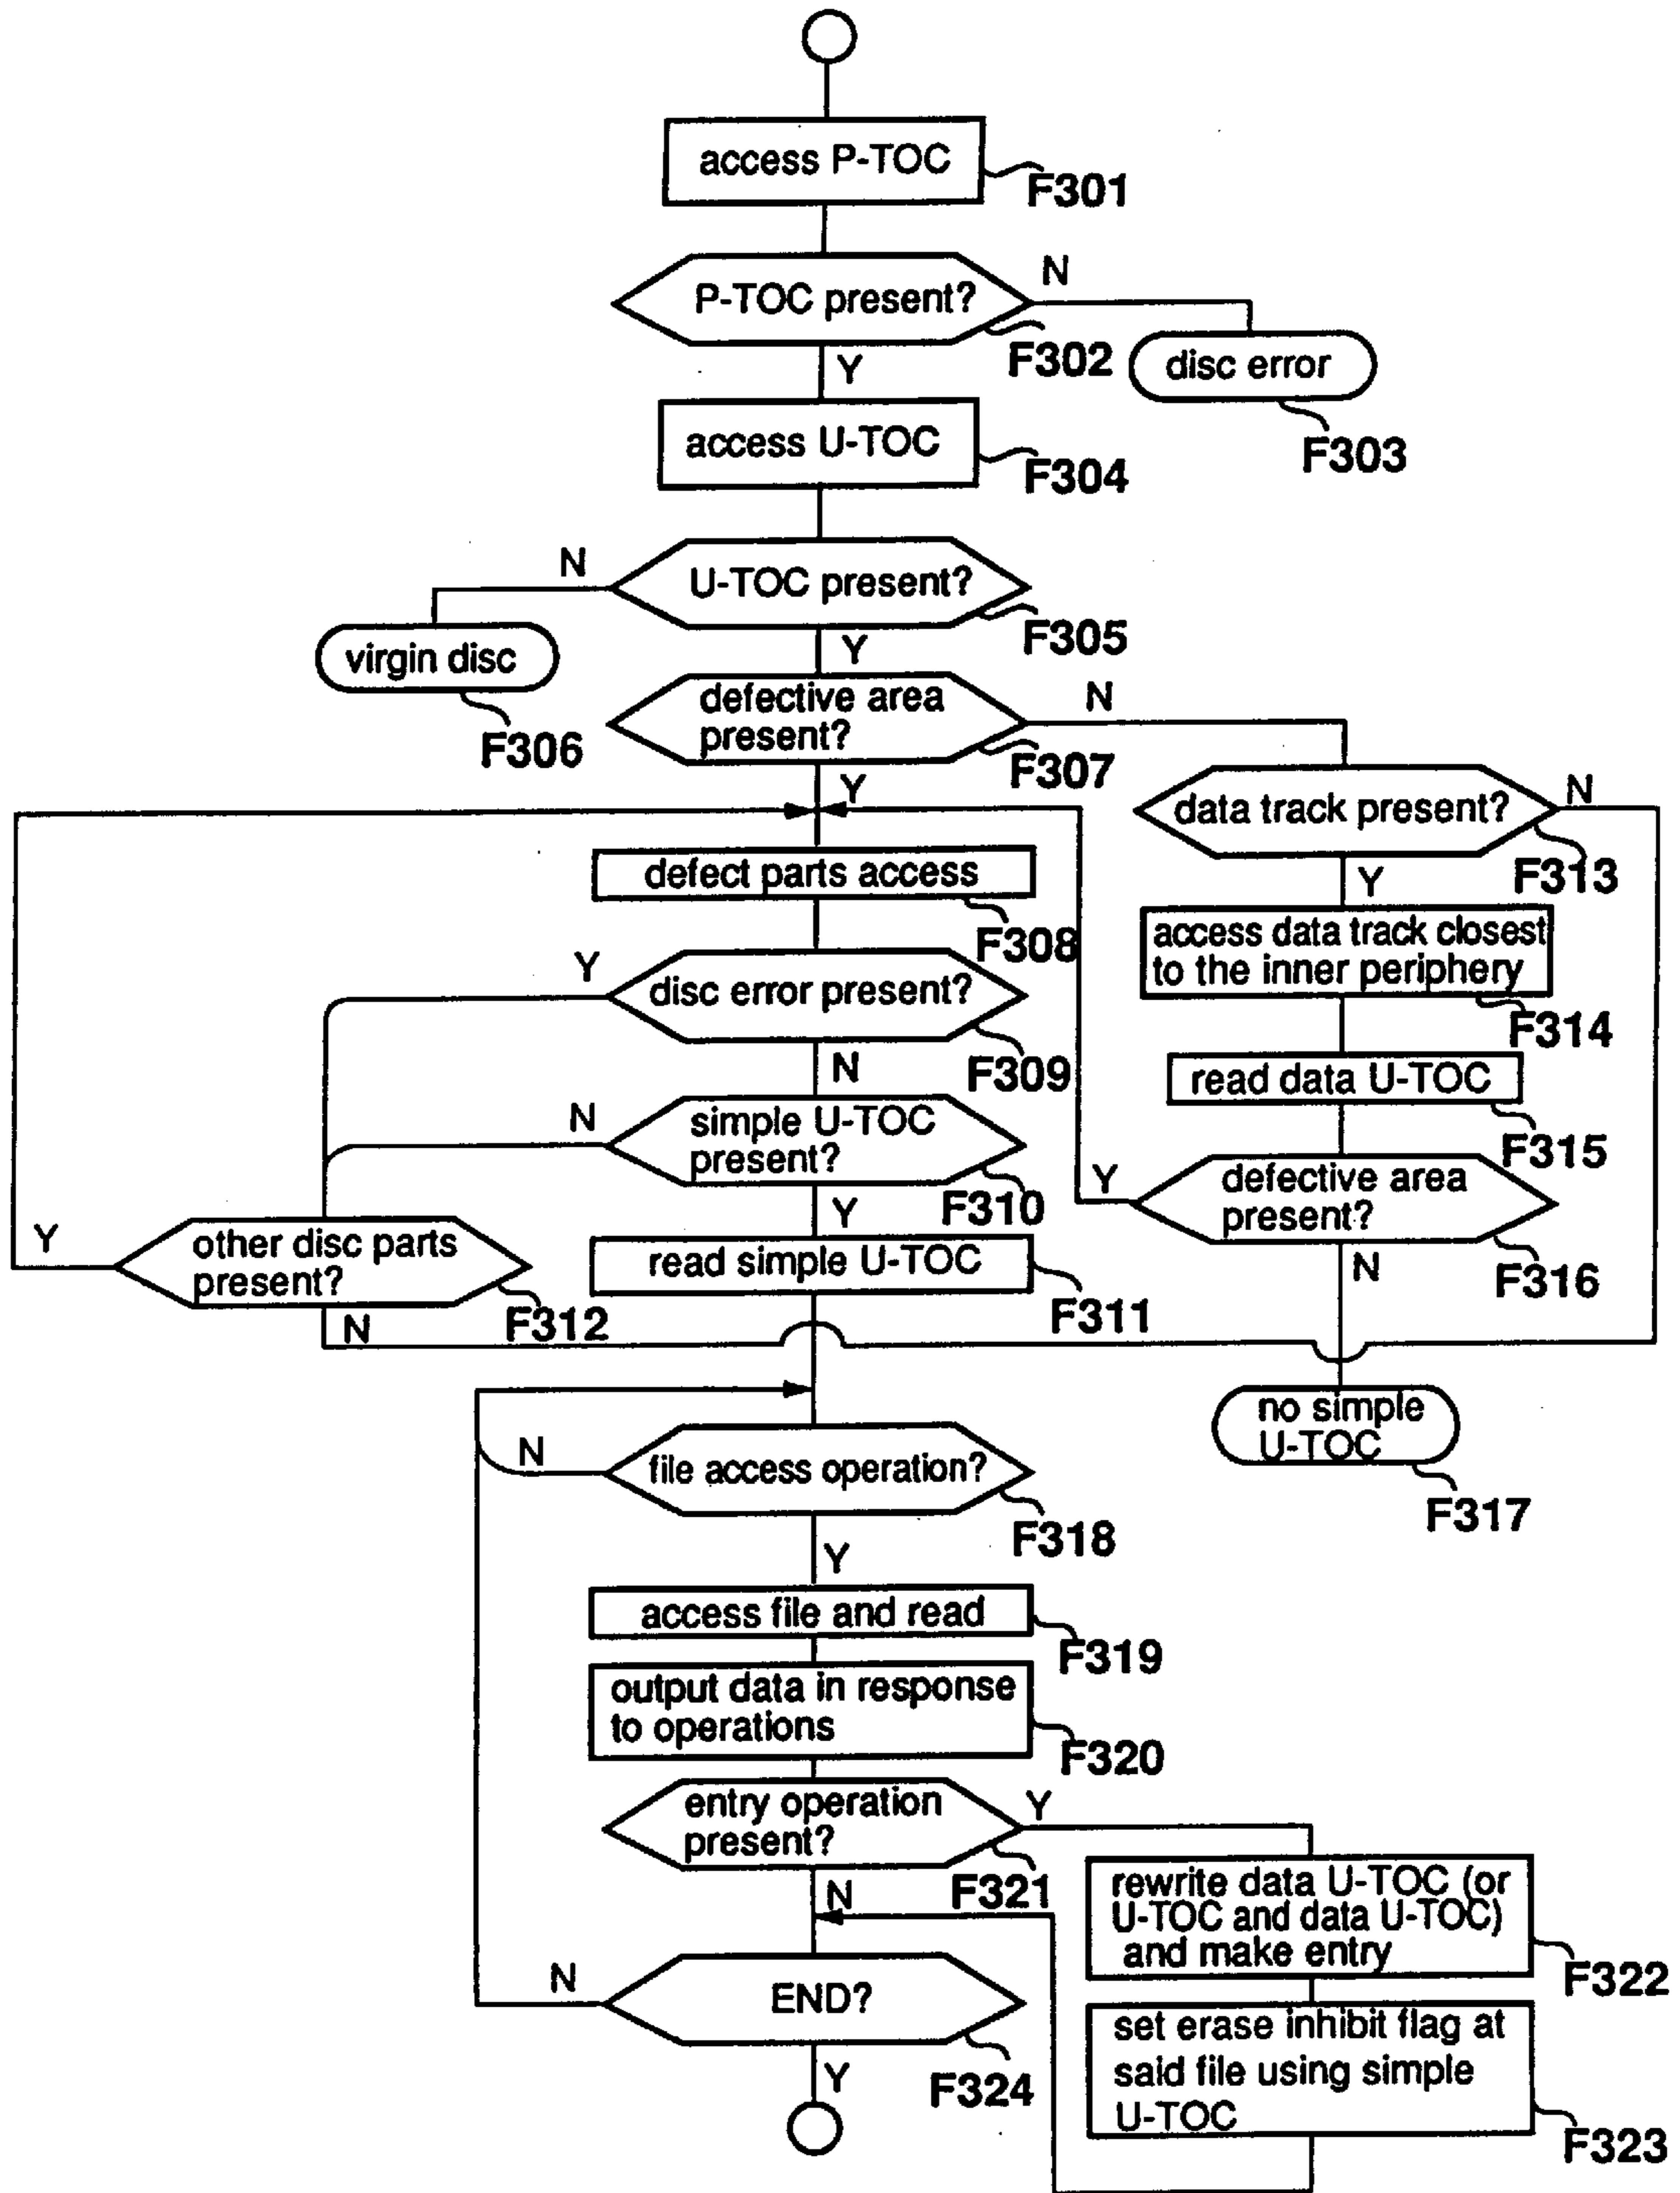 access P-TOC
F301
P-TOC present?
N
F302
Y
disc error
F303
access U-TOC
F304
U-TOC present?
N
F305
virgin disc
F306
Y
defective area
present?
N
F307
Y
data track present?
N
F313
Y
defect parts access
F308
access data track closest
to the inner periphery
F314
disc error present?
Y
F309
N
read data U-TOC
F315
simple U-TOC
present?
N
F310
Y
defective area
present?
Y
F316
N
other disc parts
present?
Y
F312
N
read simple U-TOC
F311
no simple
U-TOC
F317
file access operation?
N
F318
Y
access file and read
F319
output data in response
to operations
F320
entry operation
present?
Y
F321
N
rewrite data U-TOC (or
U-TOC and data U-TOC)
and make entry
F322
END?
N
F324
Y
set erase inhibit flag at
said file using simple
U-TOC
F323